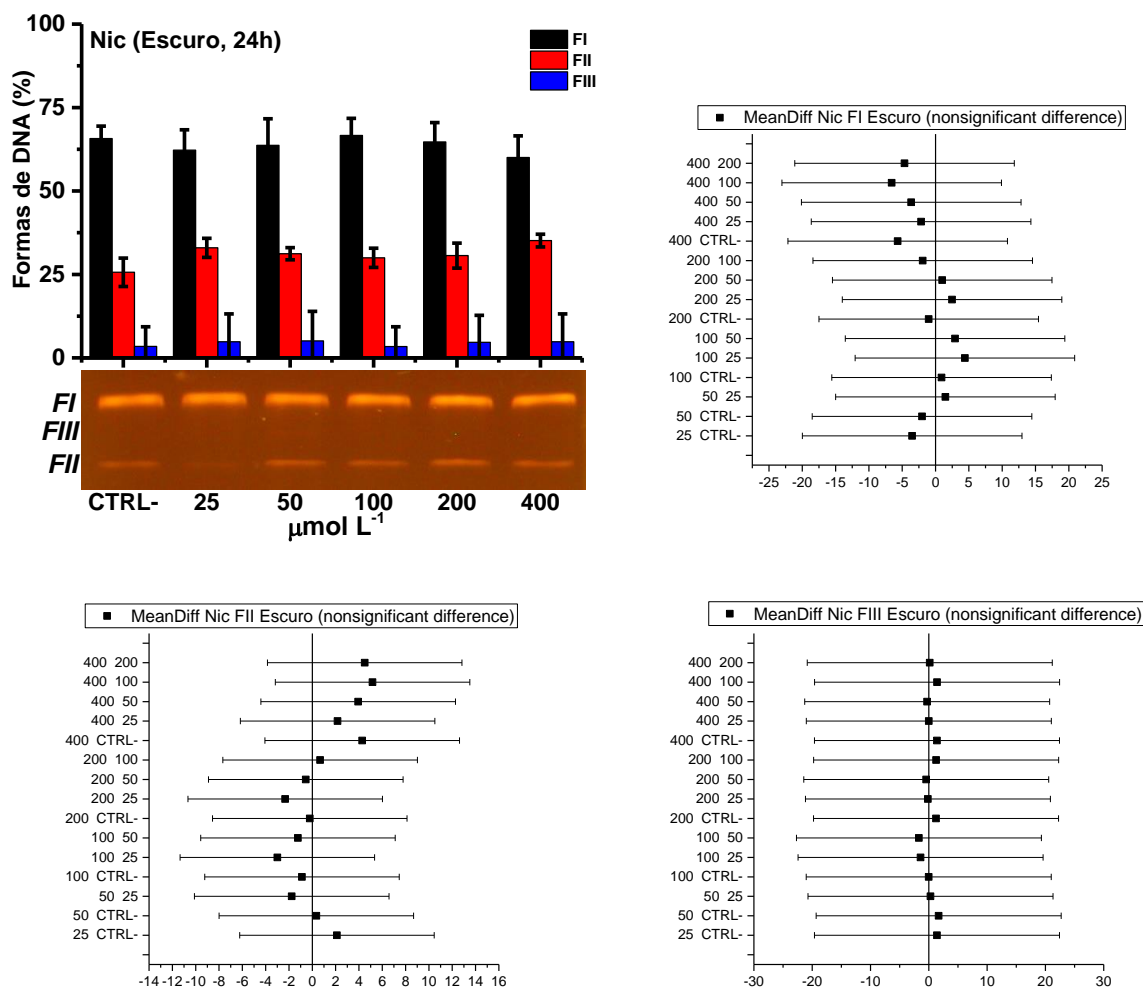 100
Nic (Escuro, 24h)
FI
FII
FIII
75
50
25
0
Formas de DNA (%)
FI
FIII
FII
CTRL- 25 50 100 200 400
μmol L⁻¹
MeanDiff Nic FI Escuro (nonsignificant difference)
400 200
400 100
400 50
400 25
400 CTRL-
200 100
200 50
200 25
200 CTRL-
100 50
100 25
100 CTRL-
50 25
50 CTRL-
25 CTRL-
-25 -20 -15 -10 -5 0 5 10 15 20 25
MeanDiff Nic FII Escuro (nonsignificant difference)
400 200
400 100
400 50
400 25
400 CTRL-
200 100
200 50
200 25
200 CTRL-
100 50
100 25
100 CTRL-
50 25
50 CTRL-
25 CTRL-
-14 -12 -10 -8 -6 -4 -2 0 2 4 6 8 10 12 14 16
MeanDiff Nic FIII Escuro (nonsignificant difference)
400 200
400 100
400 50
400 25
400 CTRL-
200 100
200 50
200 25
200 CTRL-
100 50
100 25
100 CTRL-
50 25
50 CTRL-
25 CTRL-
-30 -20 -10 0 10 20 30